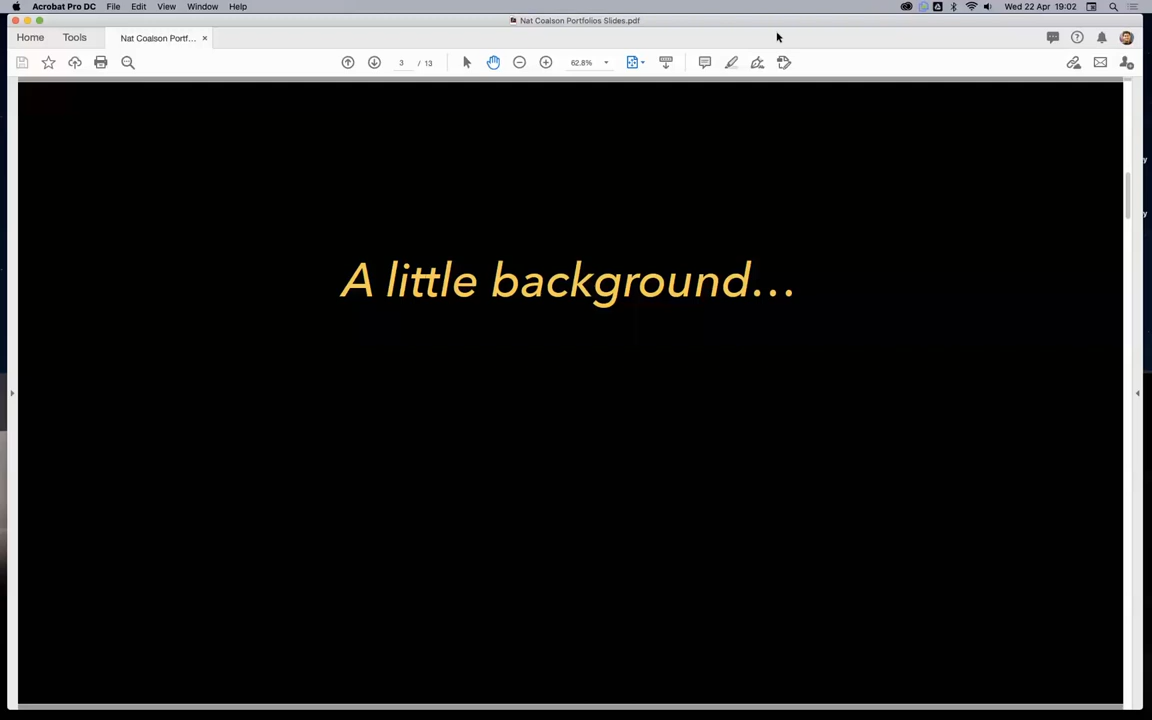 Acrobat Pro DC File Edit View Window Help Wed 22 Apr 19:02
Nat Coalson Portfolios Slides.pdf
Home Tools Nat Coalson Portf... ×
3 / 13 62.8%
A little background...